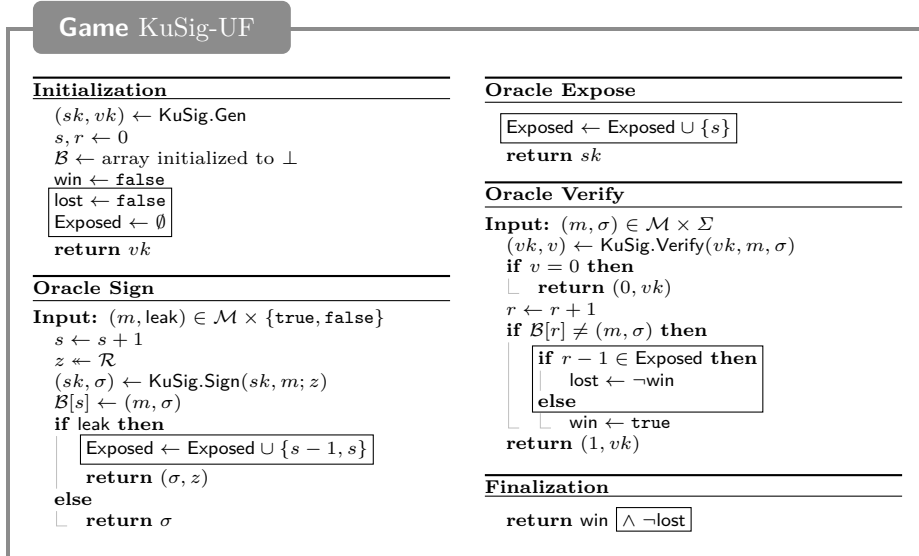 Game KuSig-UF
Initialization
(sk, vk) ← KuSig.Gen
s, r ← 0
ℬ ← array initialized to ⊥
win ← false
lost ← false
Exposed ← ∅
return vk
Oracle Sign
Input: (m, leak) ∈ ℳ × {true, false}
s ← s + 1
z ↞ ℛ
(sk, σ) ← KuSig.Sign(sk, m; z)
ℬ[s] ← (m, σ)
if leak then
Exposed ← Exposed ∪ {s − 1, s}
return (σ, z)
else
return σ
Oracle Expose
Exposed ← Exposed ∪ {s}
return sk
Oracle Verify
Input: (m, σ) ∈ ℳ × Σ
(vk, v) ← KuSig.Verify(vk, m, σ)
if v = 0 then
return (0, vk)
r ← r + 1
if ℬ[r] ≠ (m, σ) then
if r − 1 ∈ Exposed then
lost ← ¬win
else
win ← true
return (1, vk)
Finalization
return win ∧ ¬lost